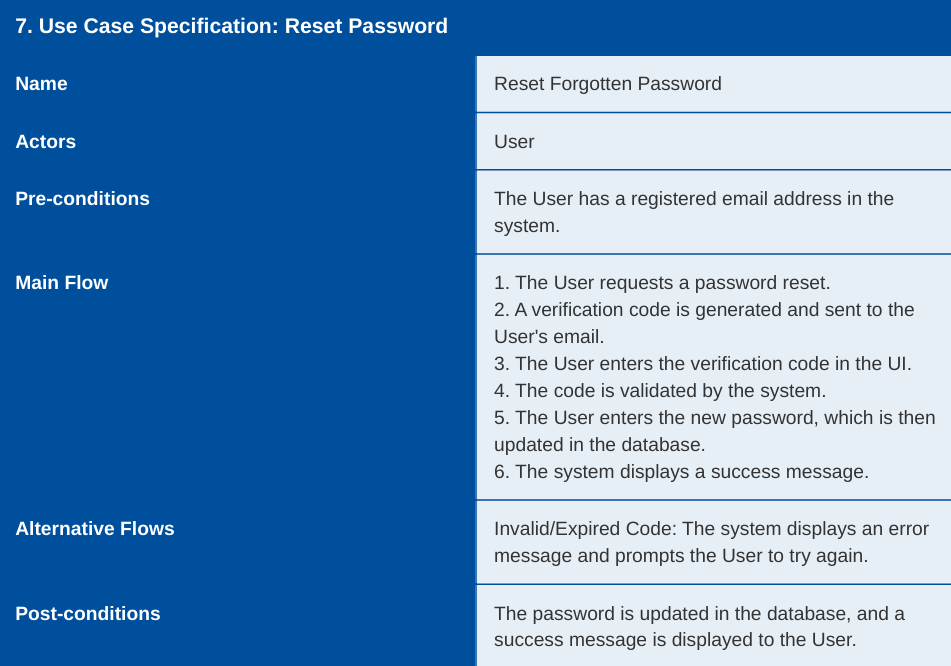 7. Use Case Specification: Reset Password
Name
Reset Forgotten Password
Actors
User
Pre-conditions
The User has a registered email address in the
system.
Main Flow
1. The User requests a password reset.
2. A verification code is generated and sent to the
User's email.
3. The User enters the verification code in the UI.
4. The code is validated by the system.
5. The User enters the new password, which is then
updated in the database.
6. The system displays a success message.
Alternative Flows
Invalid/Expired Code: The system displays an error
message and prompts the User to try again.
Post-conditions
The password is updated in the database, and a
success message is displayed to the User.